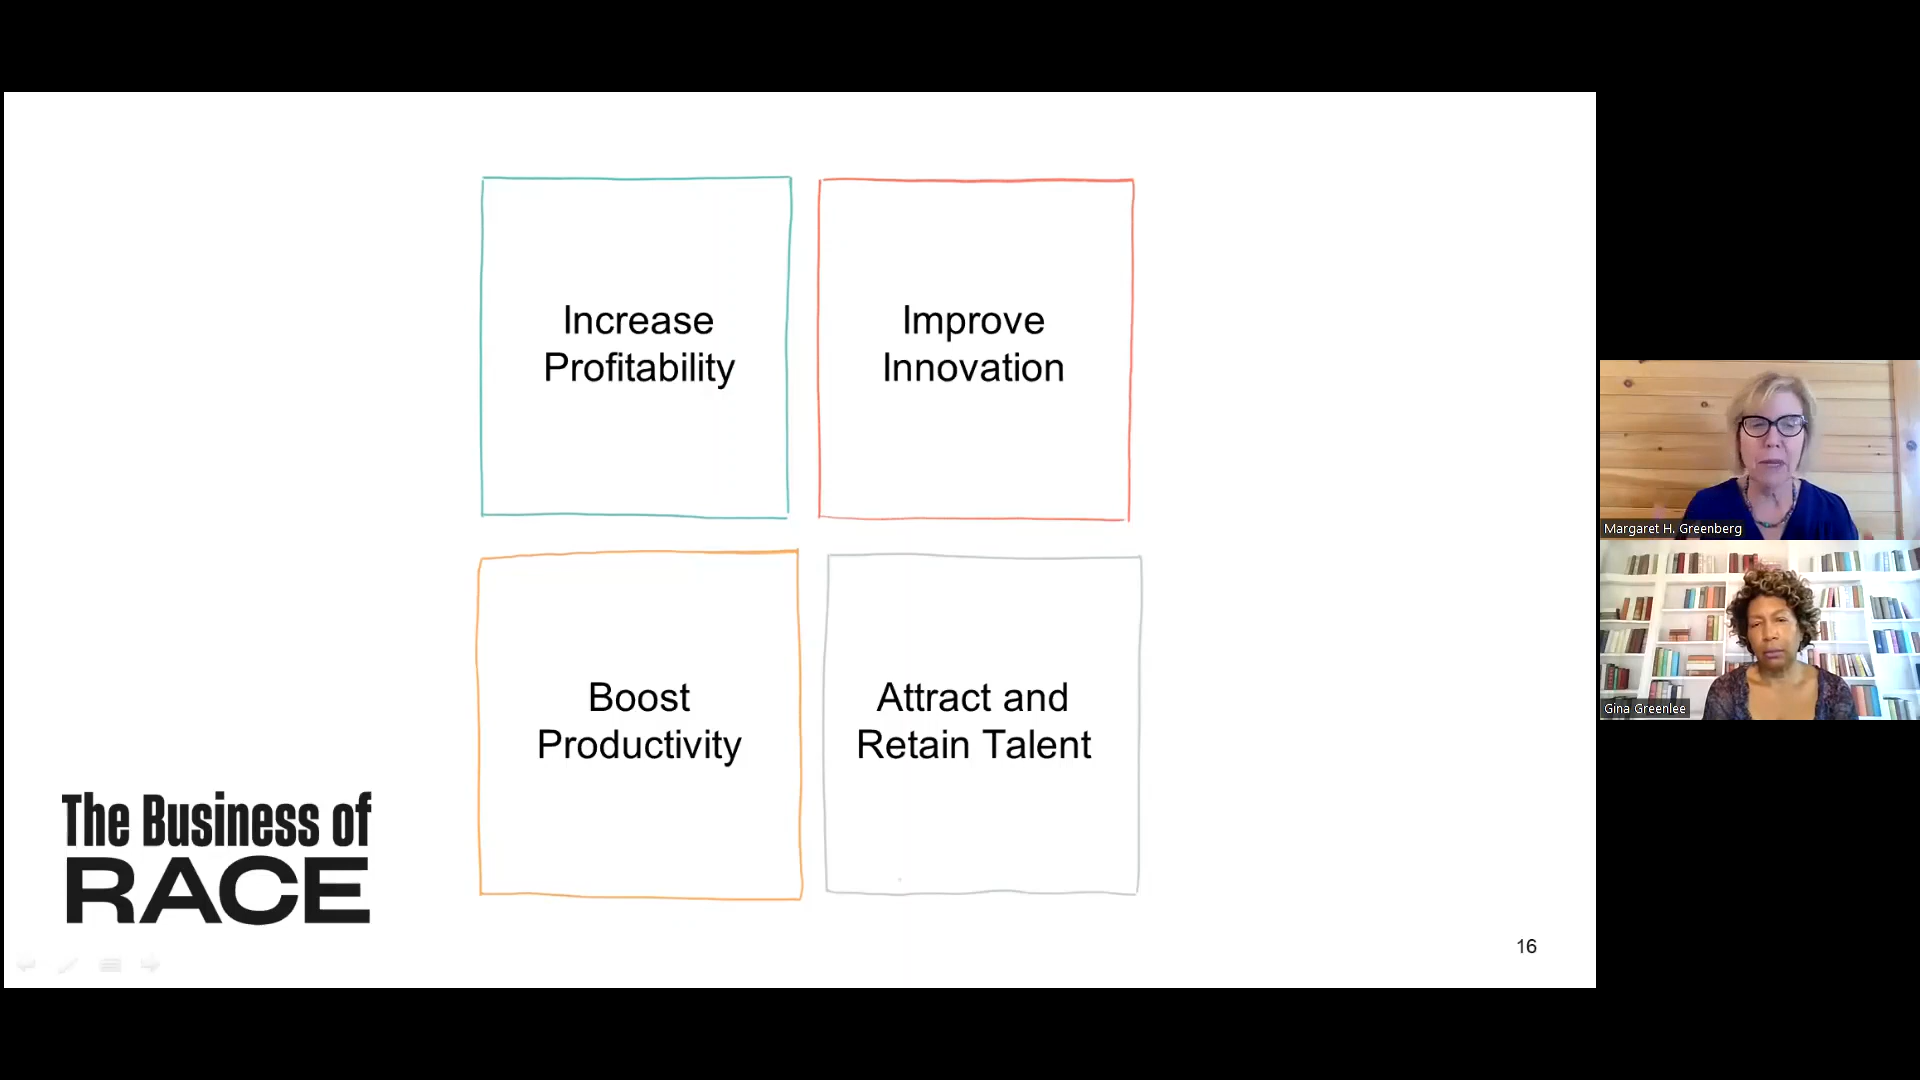 Increase
Profitability
Improve
Innovation
Boost
Productivity
Attract and
Retain Talent
The Business of
RACE
16
Margaret H. Greenberg
Gina Greenlee